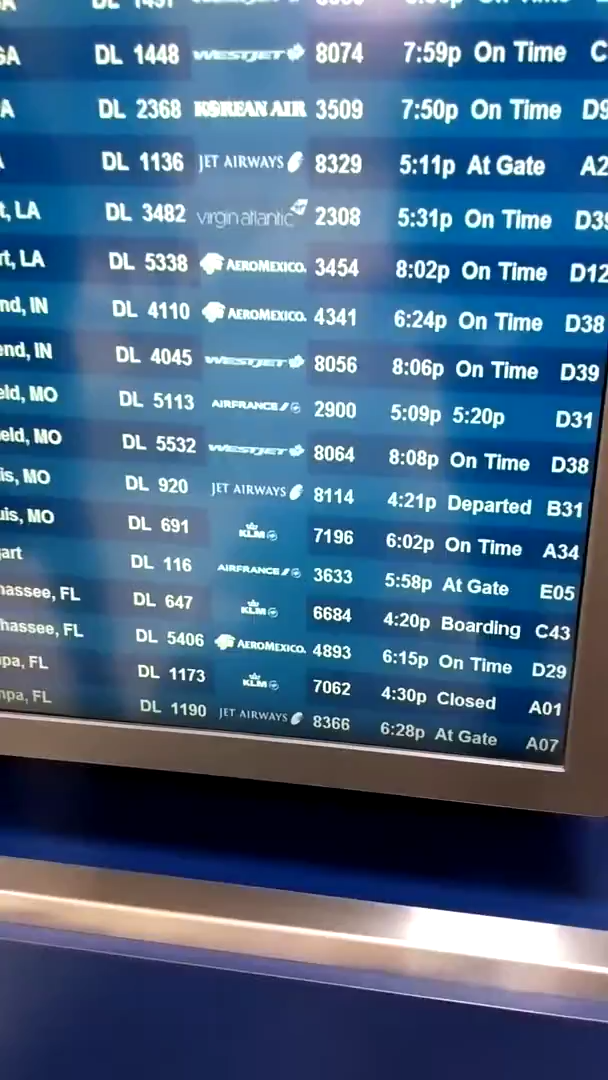 DL 1448 WESTJET 8074 7:59p On Time
DL 2368 KOREAN AIR 3509 7:50p On Time D9
DL 1136 JET AIRWAYS 8329 5:11p At Gate A2
t, LA DL 3482 virgin atlantic 2308 5:31p On Time D39
rt, LA DL 5338 AEROMEXICO. 3454 8:02p On Time D12
nd, IN DL 4110 AEROMEXICO. 4341 6:24p On Time D38
end, IN DL 4045 WESTJET 8056 8:06p On Time D39
eld, MO DL 5113 AIRFRANCE 2900 5:09p 5:20p D31
eld, MO DL 5532 WESTJET 8064 8:08p On Time D38
is, MO DL 920 JET AIRWAYS 8114 4:21p Departed B31
uis, MO DL 691 KLM 7196 6:02p On Time A34
art DL 116 AIRFRANCE 3633 5:58p At Gate E05
hassee, FL DL 647 KLM 6684 4:20p Boarding C43
hassee, FL DL 5406 AEROMEXICO. 4893 6:15p On Time D29
pa, FL DL 1173 KLM 7062 4:30p Closed A01
mpa, FL DL 1190 JET AIRWAYS 8366 6:28p At Gate A07